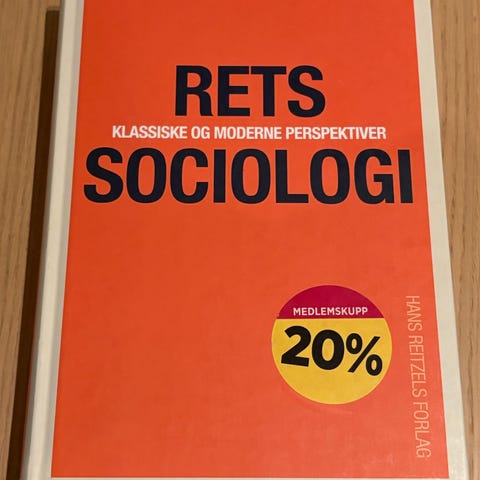 RETS
KLASSISKE OG MODERNE PERSPEKTIVER
SOCIOLOGI
MEDLEMSKUPP
20%
HANS REITZELS FORLAG